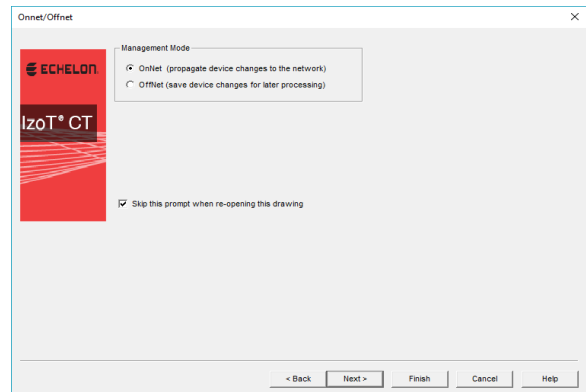 Onnet/Offnet
Management Mode
OnNet (propagate device changes to the network)
OffNet (save device changes for later processing)
ECHELON
IzoT® CT
Skip this prompt when re-opening this drawing
< Back
Next >
Finish
Cancel
Help